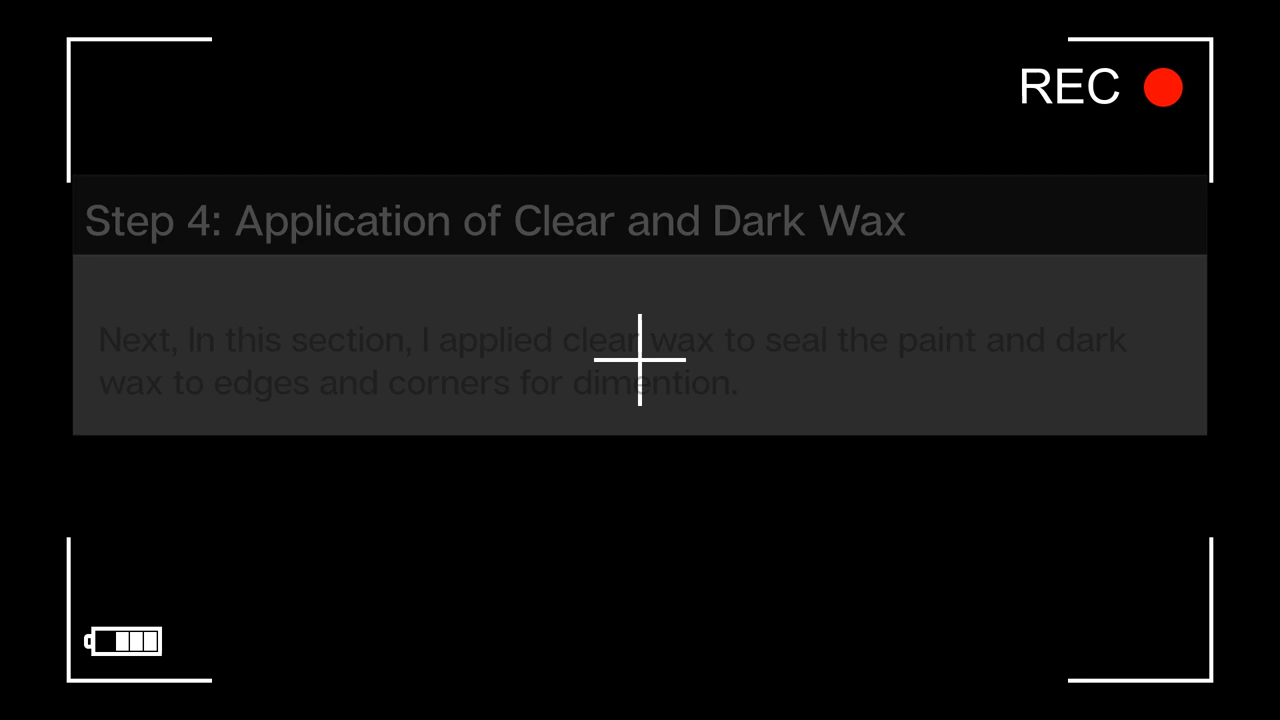 REC
Step 4: Application of Clear and Dark Wax
Next, In this section, I applied clear wax to seal the paint and dark
wax to edges and corners for dimention.